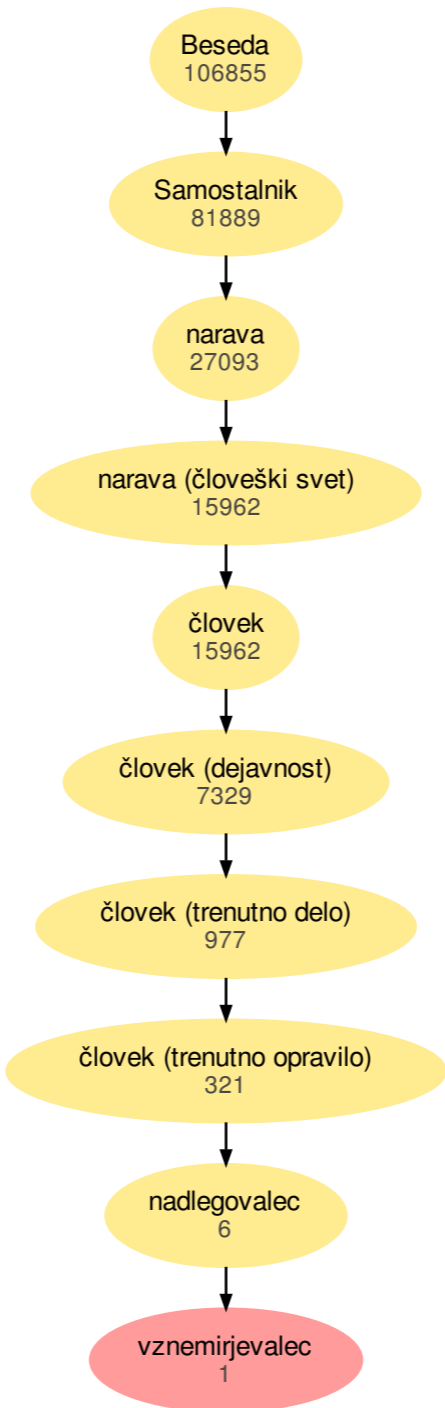 Beseda
106855
Samostalnik
81889
narava
27093
narava (človeški svet)
15962
človek
15962
človek (dejavnost)
7329
človek (trenutno delo)
977
človek (trenutno opravilo)
321
nadlegovalec
6
vznemirjevalec
1